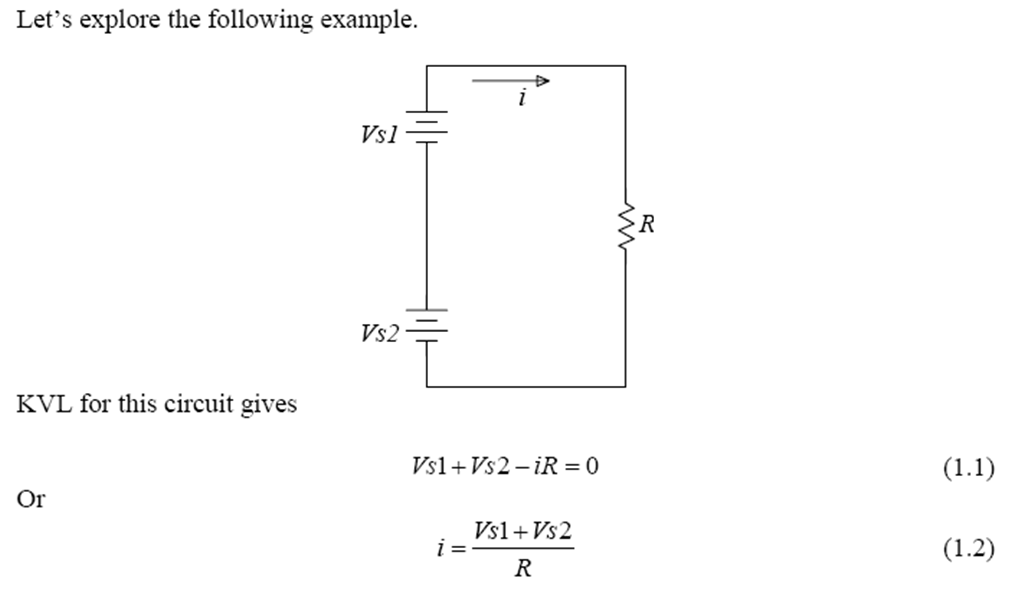 Let’s explore the following example.
i
Vs1
R
Vs2
KVL for this circuit gives
Vs1 + Vs2 − iR = 0 (1.1)
Or
i = Vs1 + Vs2 / R (1.2)